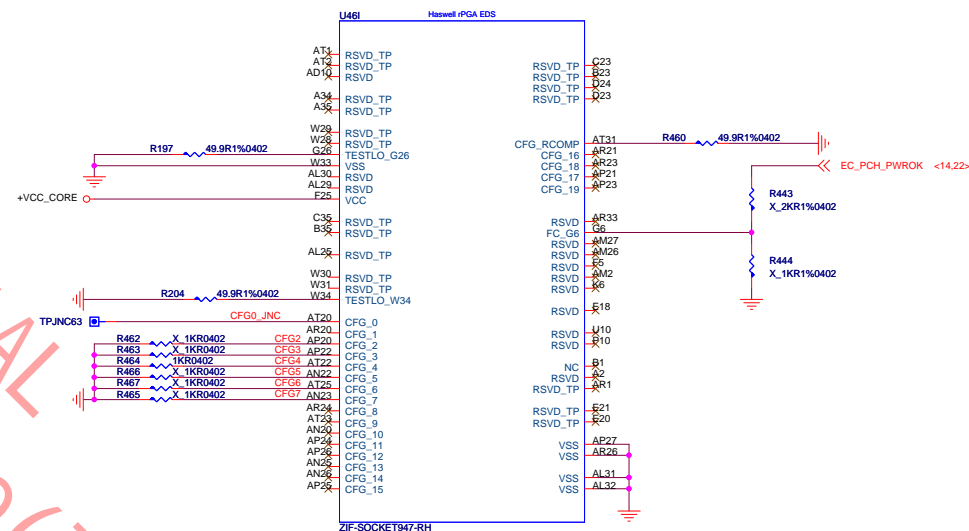 U46I
Haswell rPGA EDS
AT1 RSVD_TP
AT2 RSVD_TP
AD10 RSVD
A34 RSVD_TP
A35 RSVD_TP
W29 RSVD_TP
W28 RSVD_TP
R197 49.9R1%0402 G26 TESTLO_G26
W33 VSS
AL30 RSVD
AL29 RSVD
+VCC_CORE F25 VCC
C35 RSVD_TP
B35 RSVD_TP
AL25 RSVD_TP
W30 RSVD_TP
W31 RSVD_TP
R204 49.9R1%0402 W34 TESTLO_W34
TPJNC63 CFG0_JNC AT20 CFG_0
AR20 CFG_1
R462 X_1KR0402 CFG2 AP20 CFG_2
R463 X_1KR0402 CFG3 AP22 CFG_3
R464 1KR0402 CFG4 AT22 CFG_4
R466 X_1KR0402 CFG5 AN22 CFG_5
R467 X_1KR0402 CFG6 AT25 CFG_6
R465 X_1KR0402 CFG7 AN23 CFG_7
AR24 CFG_8
AT23 CFG_9
AN20 CFG_10
AP24 CFG_11
AP26 CFG_12
AN25 CFG_13
AN26 CFG_14
AP25 CFG_15
RSVD_TP C23
RSVD_TP B23
RSVD_TP D24
RSVD_TP D23
CFG_RCOMP AT31 R460 49.9R1%0402
CFG_16 AR21
CFG_18 AR23
CFG_17 AP21
CFG_19 AP23
EC_PCH_PWROK <14,22>
R443
X_2KR1%0402
RSVD AR33
FC_G6 G6
RSVD AM27
RSVD AM26
RSVD F5
RSVD AM2
RSVD K6
R444
X_1KR1%0402
RSVD E18
RSVD U10
RSVD P10
NC B1
RSVD A2
RSVD_TP AR1
RSVD_TP E21
RSVD_TP E20
VSS AP27
VSS AR26
VSS AL31
VSS AL32
ZIF-SOCKET947-RH